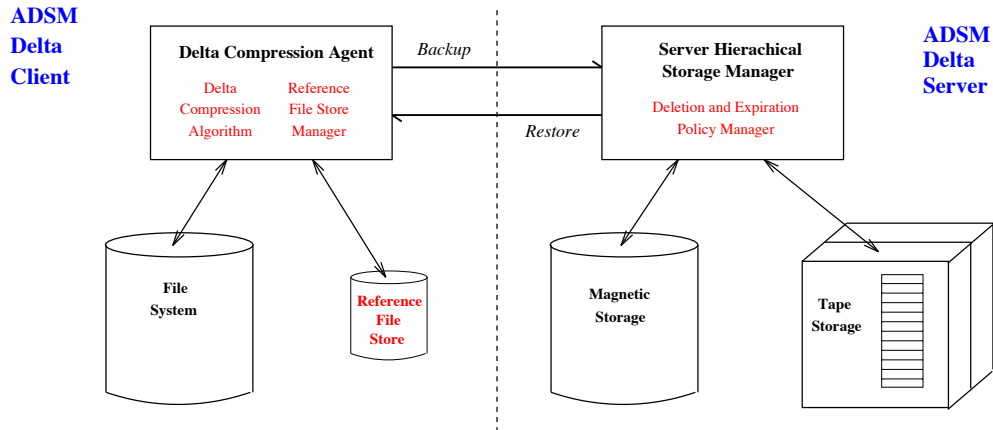 ADSM
Delta
Client
Delta Compression Agent
Delta
Compression
Algorithm
Reference
File Store
Manager
Backup
Restore
Server Hierachical
Storage Manager
Deletion and Expiration
Policy Manager
ADSM
Delta
Server
File
System
Reference
File
Store
Magnetic
Storage
Tape
Storage